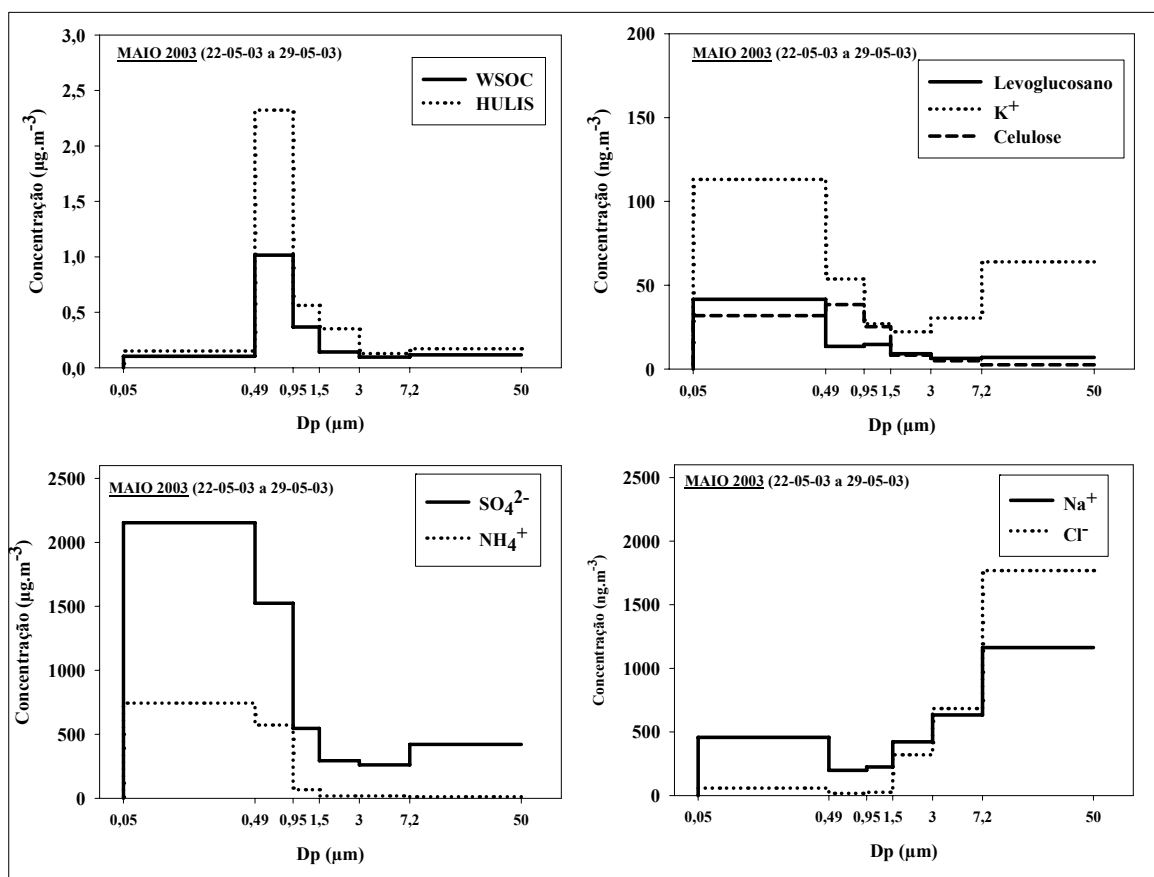 MAIO 2003 (22-05-03 a 29-05-03)
WSOC
HULIS
Concentração (µg.m-3)
3,0
2,5
2,0
1,5
1,0
0,5
0,0
0,05 0,49 0,95 1,5 3 7,2 50
Dp (µm)
MAIO 2003 (22-05-03 a 29-05-03)
Levoglucosano
K+
Celulose
Concentração (ng.m-3)
200
150
100
50
0
0,05 0,49 0,95 1,5 3 7,2 50
Dp (µm)
MAIO 2003 (22-05-03 a 29-05-03)
SO42-
NH4+
Concentração (µg.m-3)
2500
2000
1500
1000
500
0
0,05 0,49 0,95 1,5 3 7,2 50
Dp (µm)
MAIO 2003 (22-05-03 a 29-05-03)
Na+
Cl-
Concentração (ng.m-3)
2500
2000
1500
1000
500
0
0,05 0,49 0,95 1,5 3 7,2 50
Dp (µm)